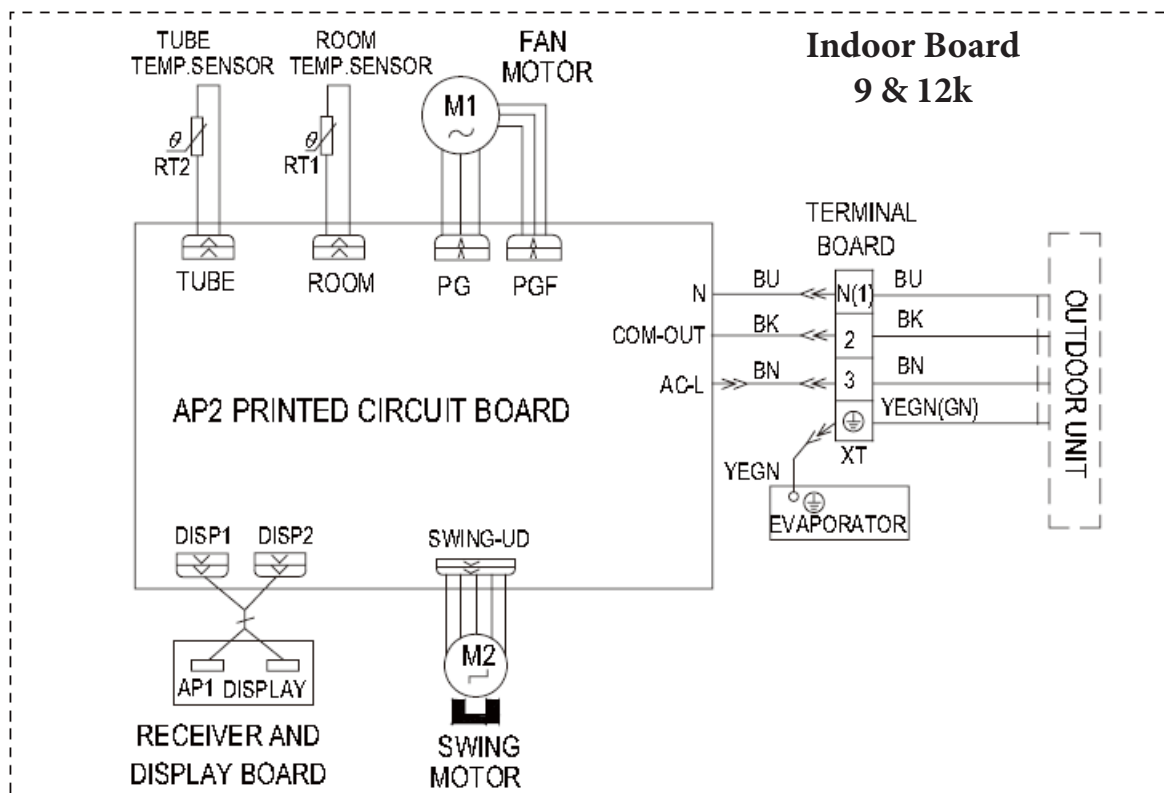 TUBE
TEMP.SENSOR
ROOM
TEMP.SENSOR
FAN
MOTOR
Indoor Board
9 & 12k
M1
θ
RT2
θ
RT1
TUBE
ROOM
PG
PGF
TERMINAL
BOARD
N
BU
N(1)
BU
COM-OUT
BK
2
BK
AC-L
BN
3
BN
YEGN(GN)
XT
YEGN
EVAPORATOR
OUTDOOR UNIT
AP2 PRINTED CIRCUIT BOARD
DISP1
DISP2
SWING-UD
M2
AP1
DISPLAY
RECEIVER AND
DISPLAY BOARD
SWING
MOTOR